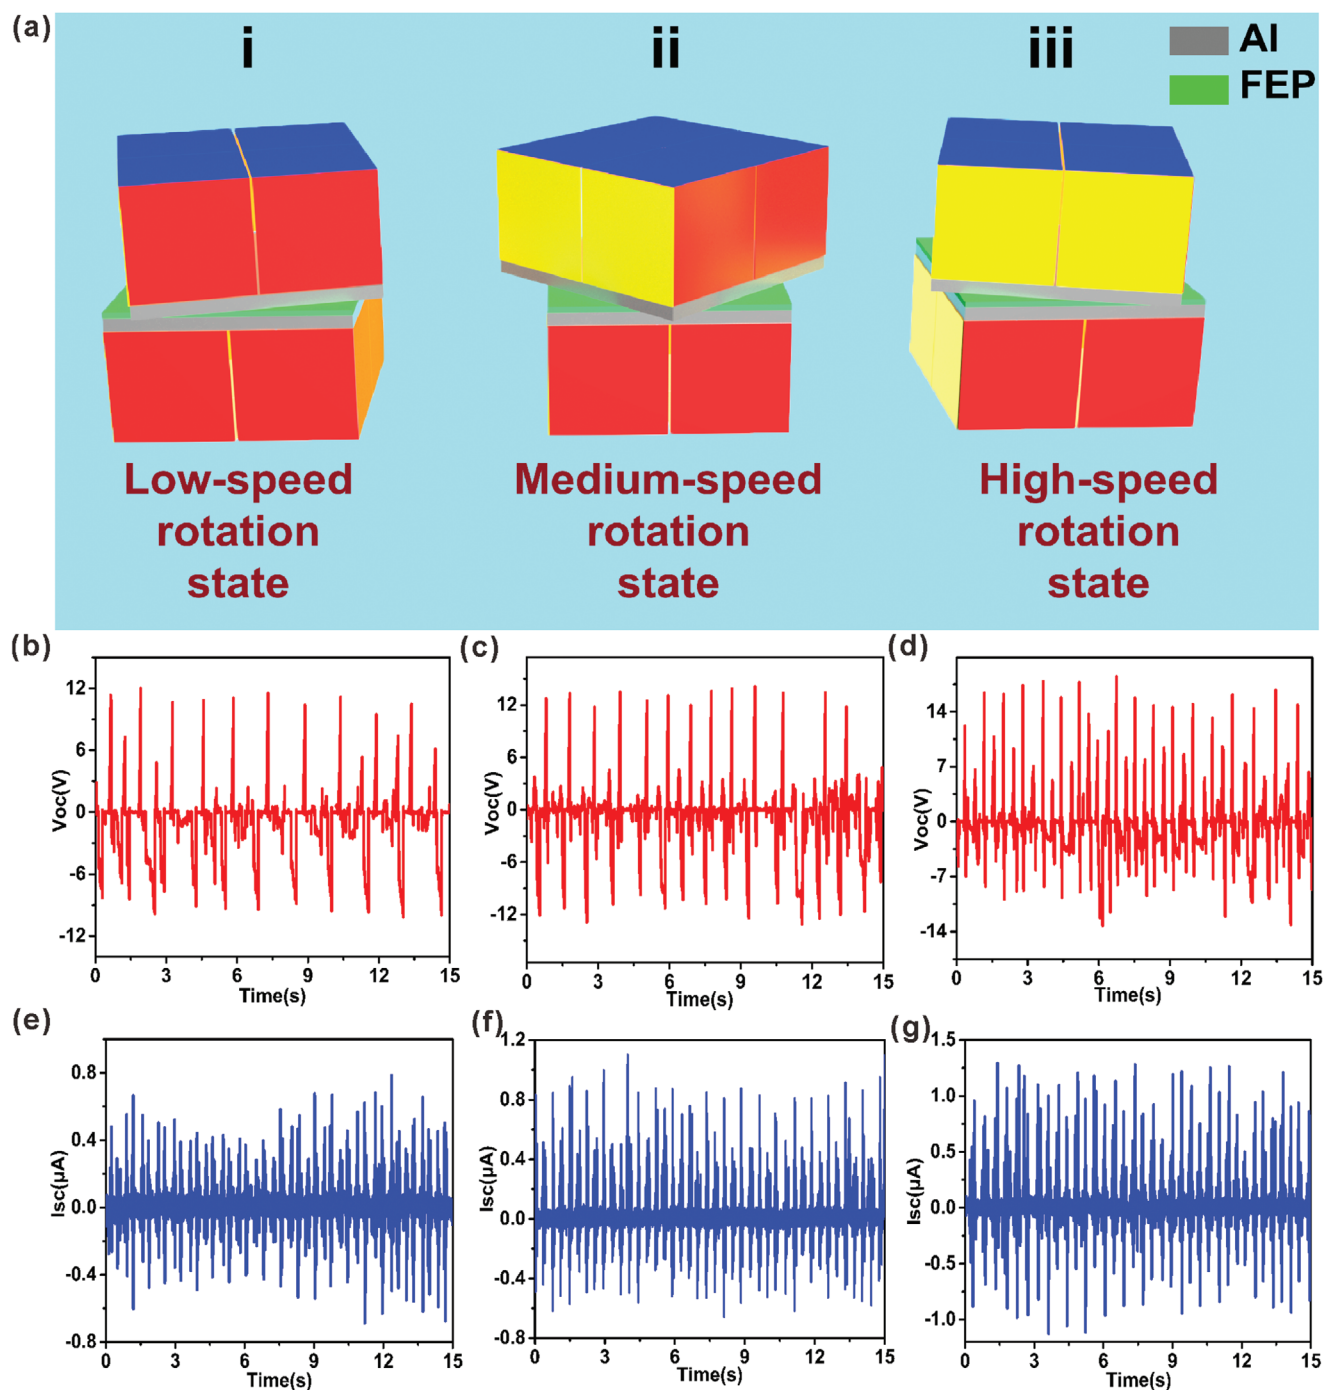 (a)
i
ii
iii
Al
FEP
Low-speed
rotation
state
Medium-speed
rotation
state
High-speed
rotation
state
(b)
Voc(V)
12
6
0
-6
-12
0 3 6 9 12 15
Time(s)
(c)
Voc(V)
12
6
0
-6
-12
0 3 6 9 12 15
Time(s)
(d)
Voc(V)
14
7
0
-7
-14
0 3 6 9 12 15
Time(s)
(e)
Isc(μA)
0.8
0.4
0.0
-0.4
-0.8
0 3 6 9 12 15
Time(s)
(f)
Isc(μA)
1.2
0.8
0.4
0.0
-0.4
-0.8
0 3 6 9 12 15
Time(s)
(g)
Isc(μA)
1.5
1.0
0.5
0.0
-0.5
-1.0
0 3 6 9 12 15
Time(s)